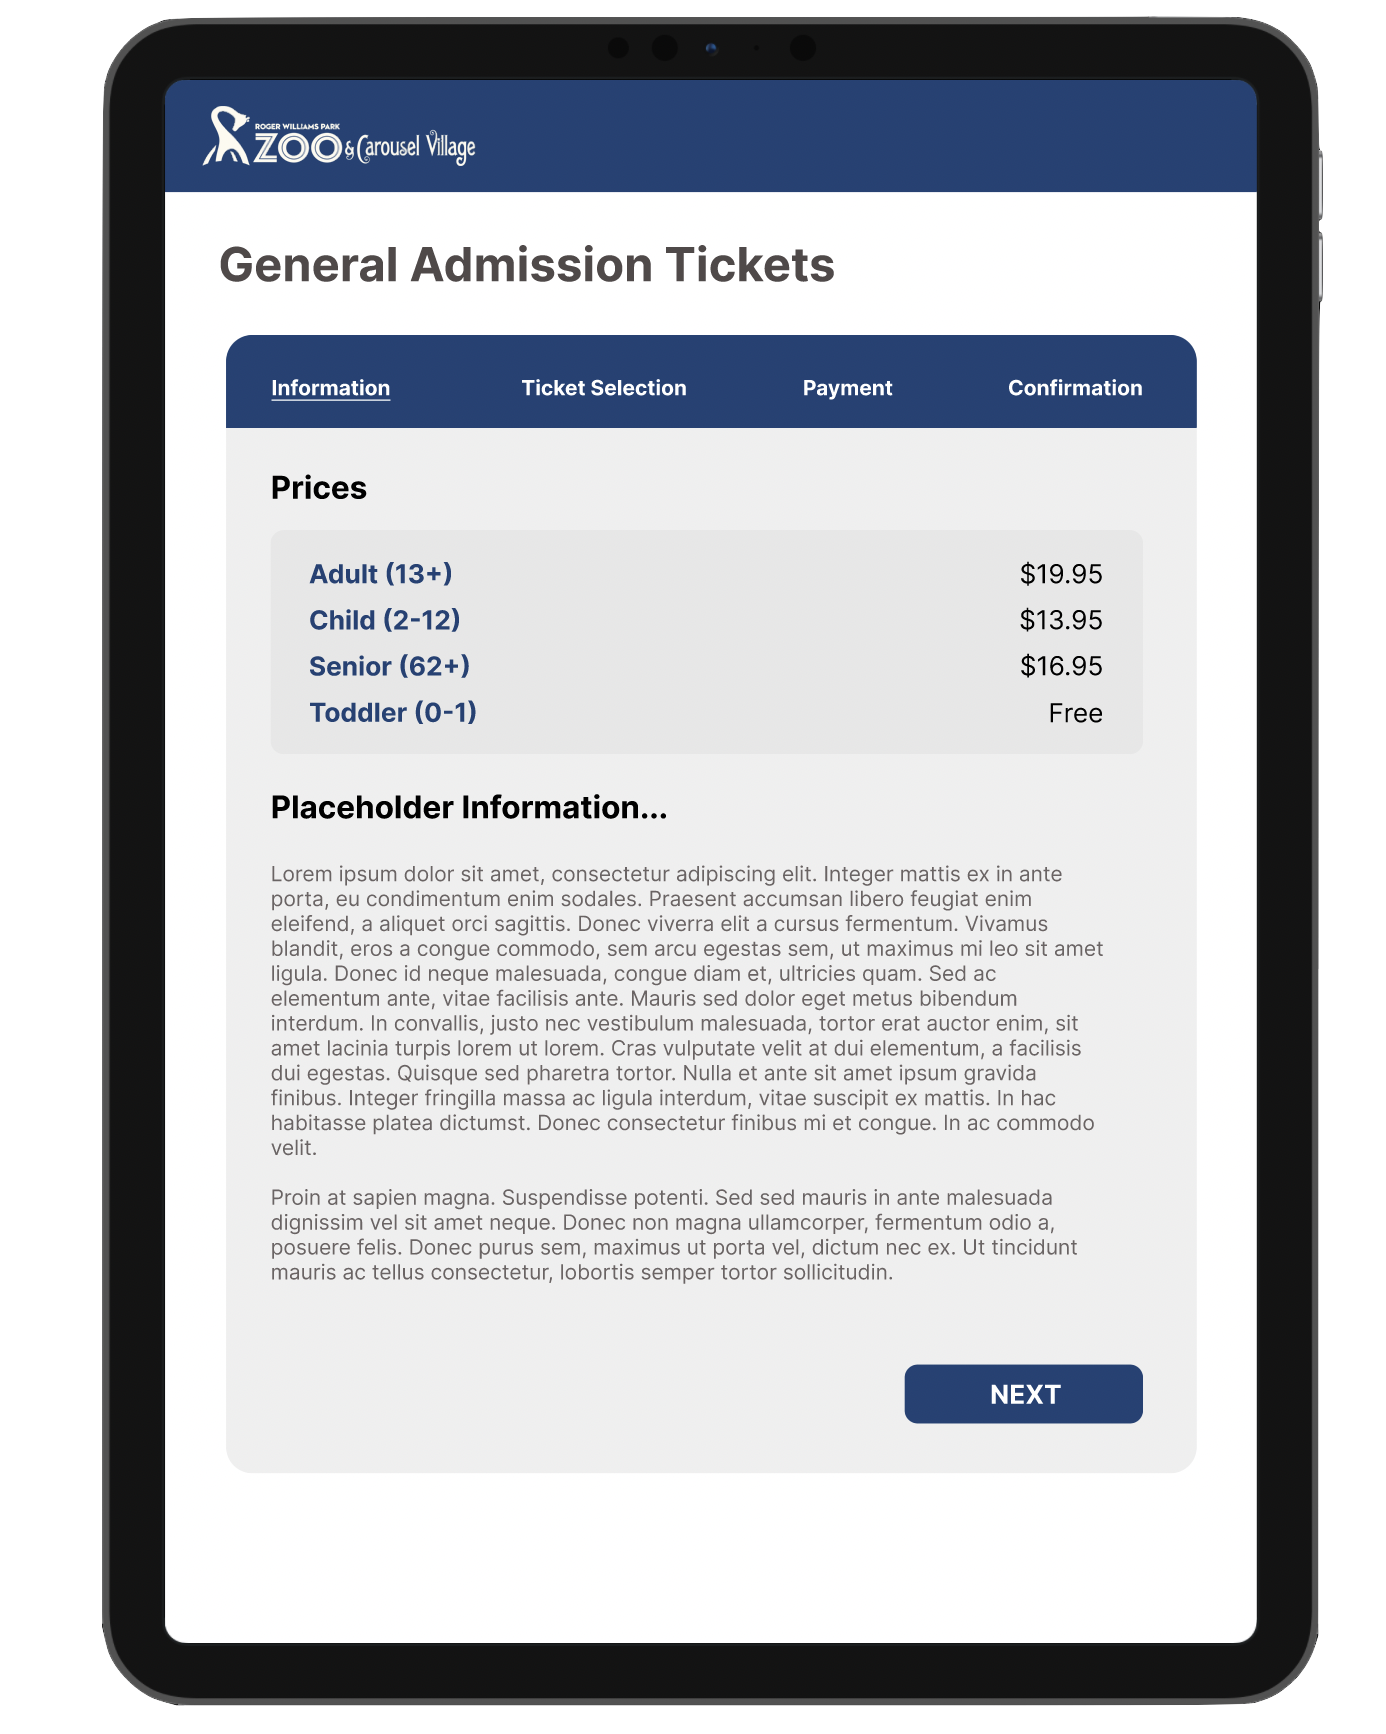 ROGER WILLIAMS PARK
ZOO & Carousel Village
General Admission Tickets
Information Ticket Selection Payment Confirmation
Prices
Adult (13+) $19.95
Child (2-12) $13.95
Senior (62+) $16.95
Toddler (0-1) Free
Placeholder Information...
Lorem ipsum dolor sit amet, consectetur adipiscing elit. Integer mattis ex in ante
porta, eu condimentum enim sodales. Praesent accumsan libero feugiat enim
eleifend, a aliquet orci sagittis. Donec viverra elit a cursus fermentum. Vivamus
blandit, eros a congue commodo, sem arcu egestas sem, ut maximus mi leo sit amet
ligula. Donec id neque malesuada, congue diam et, ultricies quam. Sed ac
elementum ante, vitae facilisis ante. Mauris sed dolor eget metus bibendum
interdum. In convallis, justo nec vestibulum malesuada, tortor erat auctor enim, sit
amet lacinia turpis lorem ut lorem. Cras vulputate velit at dui elementum, a facilisis
dui egestas. Quisque sed pharetra tortor. Nulla et ante sit amet ipsum gravida
finibus. Integer fringilla massa ac ligula interdum, vitae suscipit ex mattis. In hac
habitasse platea dictumst. Donec consectetur finibus mi et congue. In ac commodo
velit.
Proin at sapien magna. Suspendisse potenti. Sed sed mauris in ante malesuada
dignissim vel sit amet neque. Donec non magna ullamcorper, fermentum odio a,
posuere felis. Donec purus sem, maximus ut porta vel, dictum nec ex. Ut tincidunt
mauris ac tellus consectetur, lobortis semper tortor sollicitudin.
NEXT